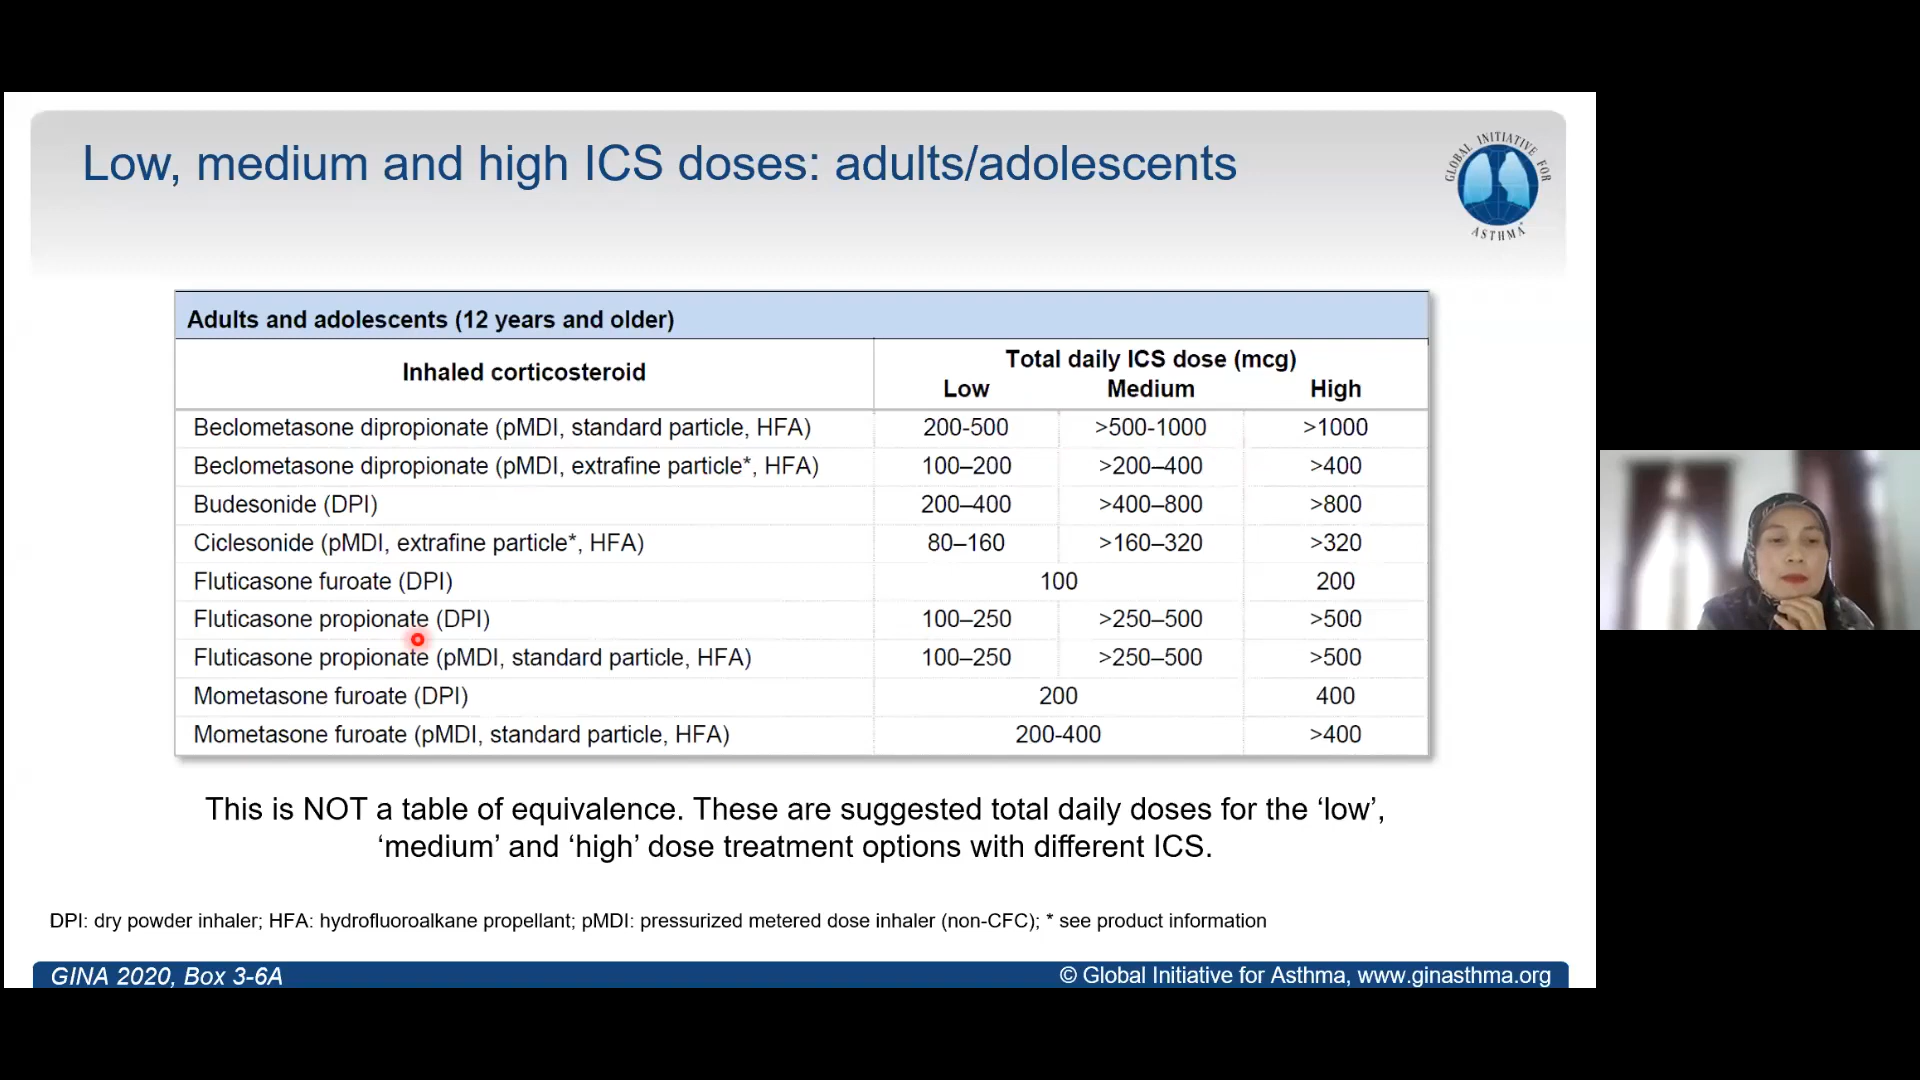 Low, medium and high ICS doses: adults/adolescents
GLOBAL INITIATIVE FOR
ASTHMA
Adults and adolescents (12 years and older)
Inhaled corticosteroid
Total daily ICS dose (mcg)
Low Medium High
Beclometasone dipropionate (pMDI, standard particle, HFA) 200-500 >500-1000 >1000
Beclometasone dipropionate (pMDI, extrafine particle*, HFA) 100–200 >200–400 >400
Budesonide (DPI) 200–400 >400–800 >800
Ciclesonide (pMDI, extrafine particle*, HFA) 80–160 >160–320 >320
Fluticasone furoate (DPI) 100 200
Fluticasone propionate (DPI) 100–250 >250–500 >500
Fluticasone propionate (pMDI, standard particle, HFA) 100–250 >250–500 >500
Mometasone furoate (DPI) 200 400
Mometasone furoate (pMDI, standard particle, HFA) 200-400 >400
This is NOT a table of equivalence. These are suggested total daily doses for the ‘low’,
‘medium’ and ‘high’ dose treatment options with different ICS.
DPI: dry powder inhaler; HFA: hydrofluoroalkane propellant; pMDI: pressurized metered dose inhaler (non-CFC); * see product information
GINA 2020, Box 3-6A
© Global Initiative for Asthma, www.ginasthma.org